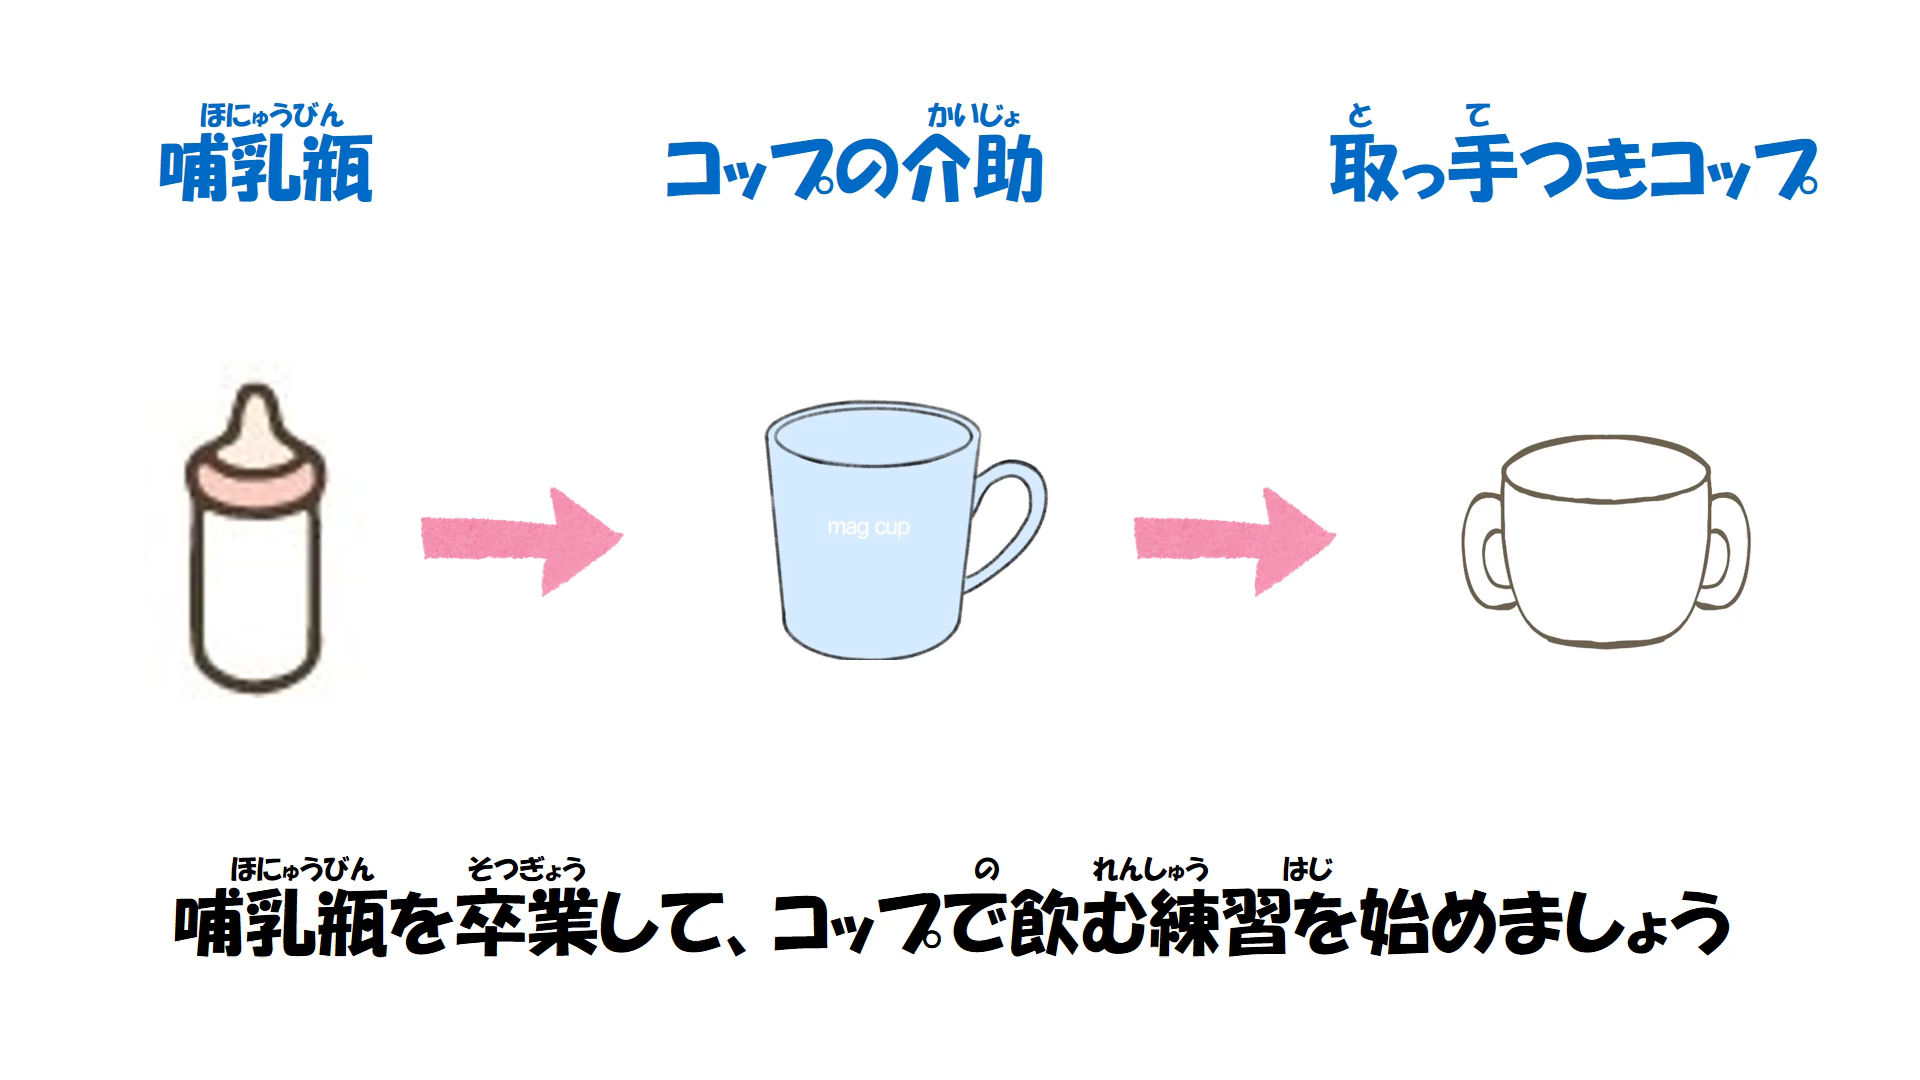 ほにゅうびん
哺乳瓶
かいじょ
コップの介助
と て
取っ手つきコップ
mag cup
ほにゅうびん そつぎょう の れんしゅう はじ
哺乳瓶を卒業して、コップで飲む練習を始めましょう